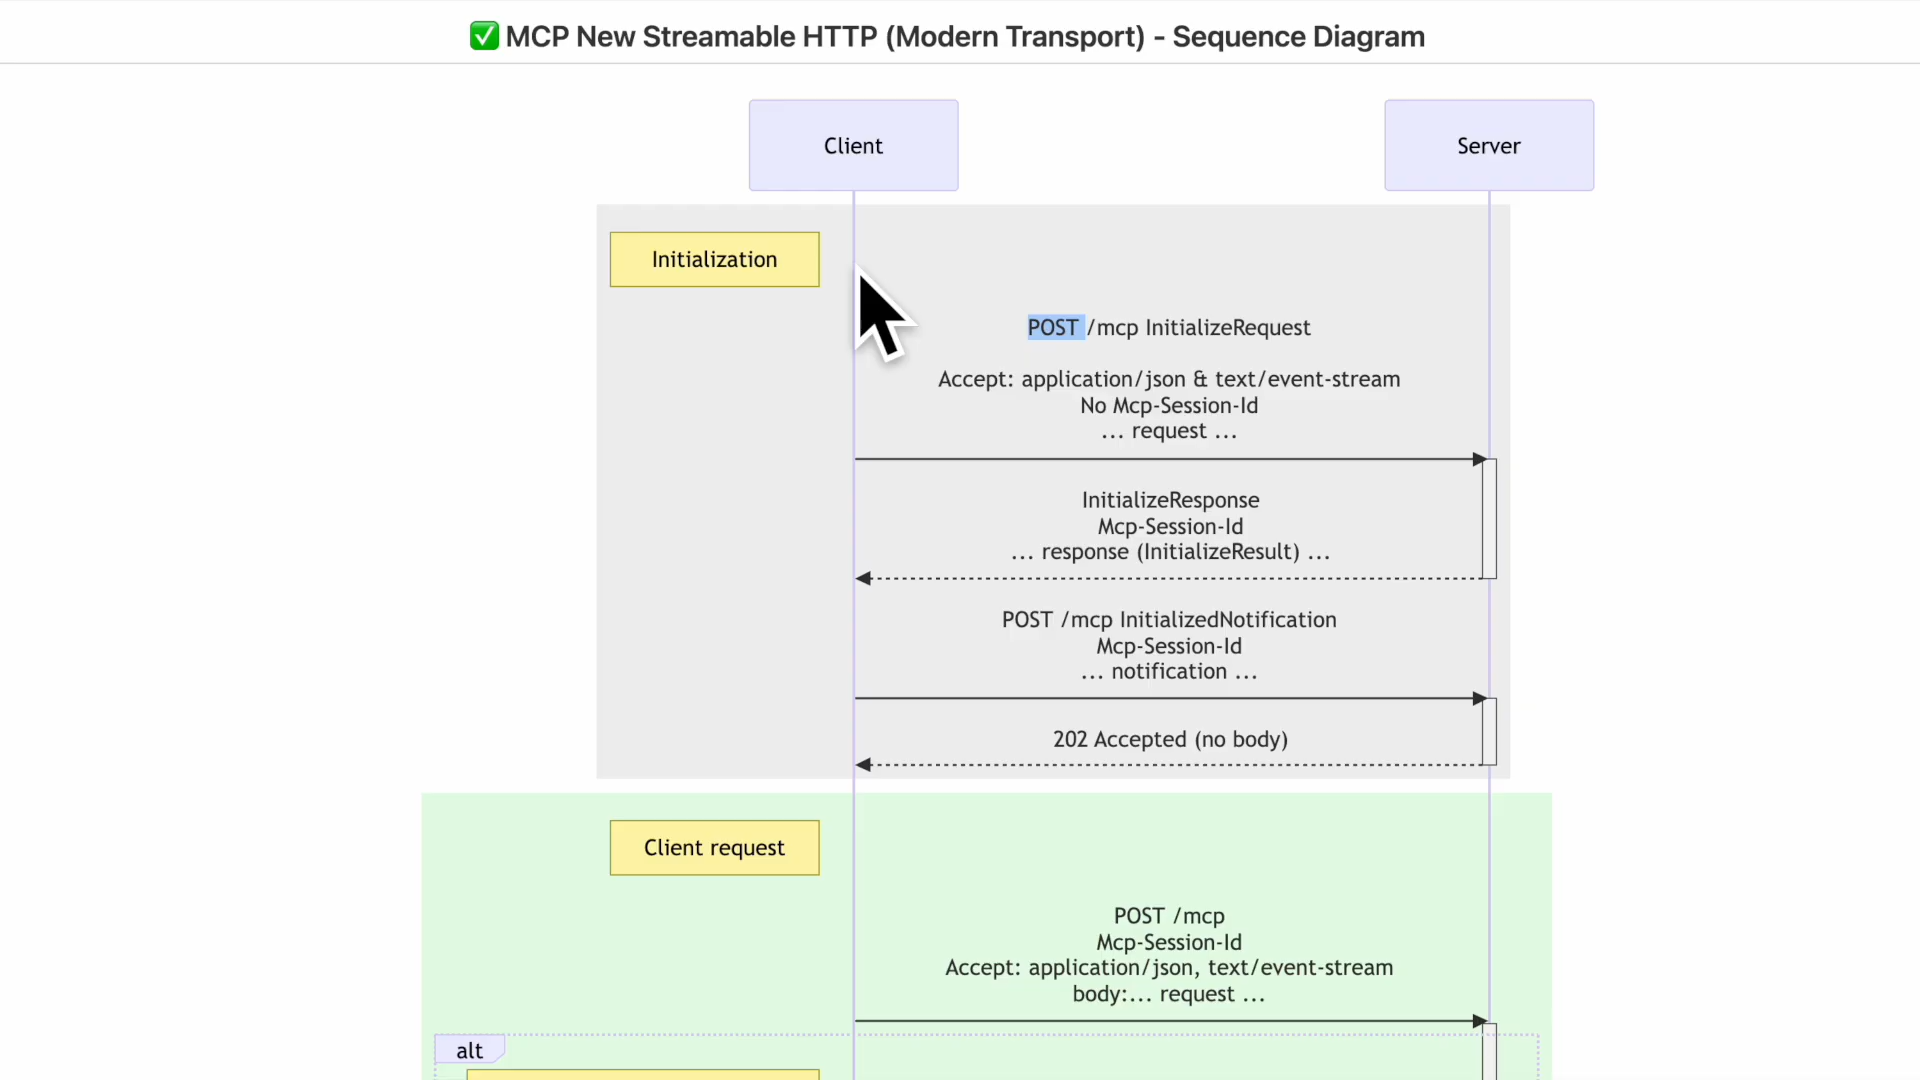 ✅ MCP New Streamable HTTP (Modern Transport) - Sequence Diagram
Client
Server
Initialization
POST /mcp InitializeRequest
Accept: application/json & text/event-stream
No Mcp-Session-Id
... request ...
InitializeResponse
Mcp-Session-Id
... response (InitializeResult) ...
POST /mcp InitializedNotification
Mcp-Session-Id
... notification ...
202 Accepted (no body)
Client request
POST /mcp
Mcp-Session-Id
Accept: application/json, text/event-stream
body:... request ...
alt